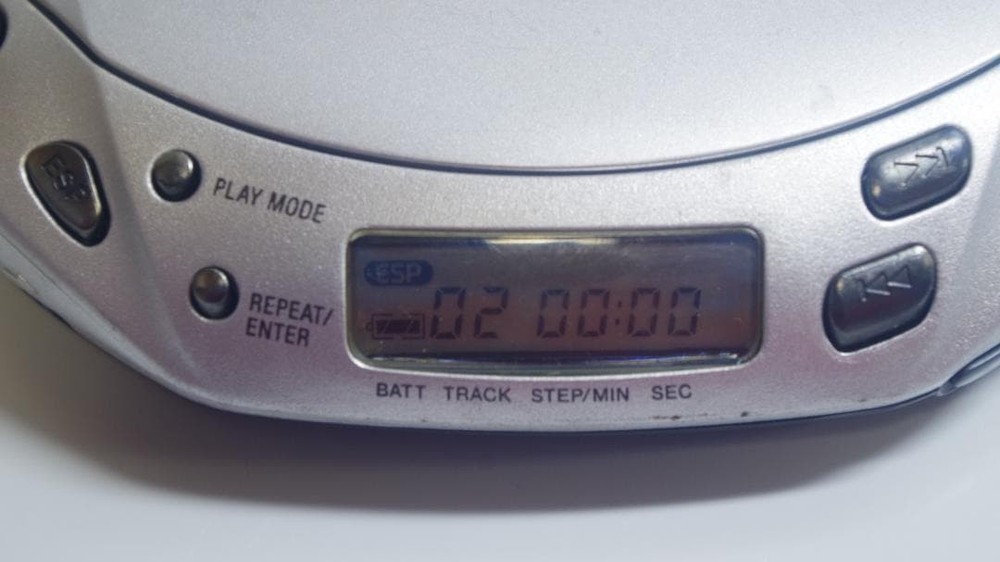 ESP
PLAY MODE
REPEAT/
ENTER
ESP
02 00:00
BATT TRACK STEP/MIN SEC